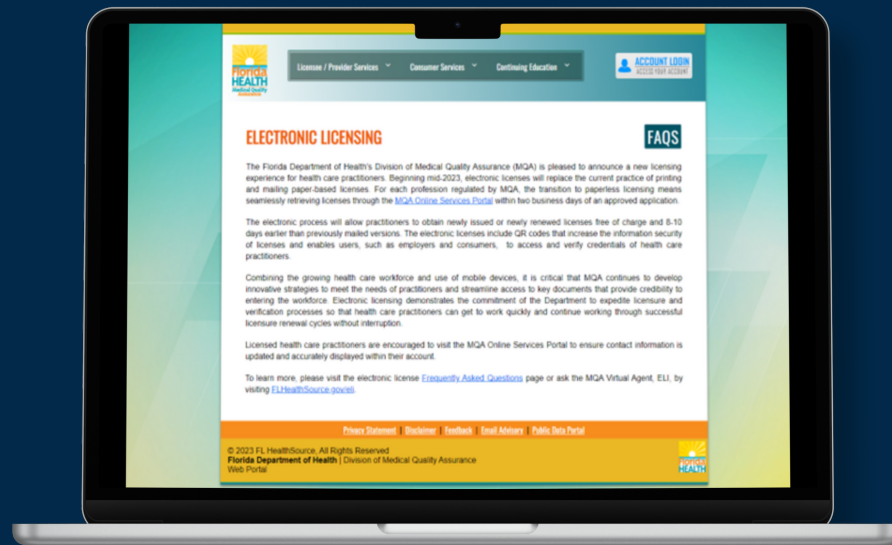 Florida
HEALTH
Medical Quality
Assurance
Licensee / Provider Services
Consumer Services
Continuing Education
ACCOUNT LOGIN
ACCESS YOUR ACCOUNT
ELECTRONIC LICENSING
FAQS
The Florida Department of Health's Division of Medical Quality Assurance (MQA) is pleased to announce a new licensing
experience for health care practitioners. Beginning mid-2023, electronic licenses will replace the current practice of printing
and mailing paper-based licenses. For each profession regulated by MQA, the transition to paperless licensing means
seamlessly retrieving licenses through the MQA Online Services Portal within two business days of an approved application.
The electronic process will allow practitioners to obtain newly issued or newly renewed licenses free of charge and 8-10
days earlier than previously mailed versions. The electronic licenses include QR codes that increase the information security
of licenses and enables users, such as employers and consumers, to access and verify credentials of health care
practitioners.
Combining the growing health care workforce and use of mobile devices, it is critical that MQA continues to develop
innovative strategies to meet the needs of practitioners and streamline access to key documents that provide credibility to
entering the workforce. Electronic licensing demonstrates the commitment of the Department to expedite licensure and
verification processes so that health care practitioners can get to work quickly and continue working through successful
licensure renewal cycles without interruption.
Licensed health care practitioners are encouraged to visit the MQA Online Services Portal to ensure contact information is
updated and accurately displayed within their account.
To learn more, please visit the electronic license Frequently Asked Questions page or ask the MQA Virtual Agent, ELI, by
visiting FLHealthSource.gov/eli.
Privacy Statement | Disclaimer | Feedback | Email Advisory | Public Data Portal
© 2023 FL HealthSource, All Rights Reserved
Florida Department of Health | Division of Medical Quality Assurance
Web Portal
Florida
HEALTH